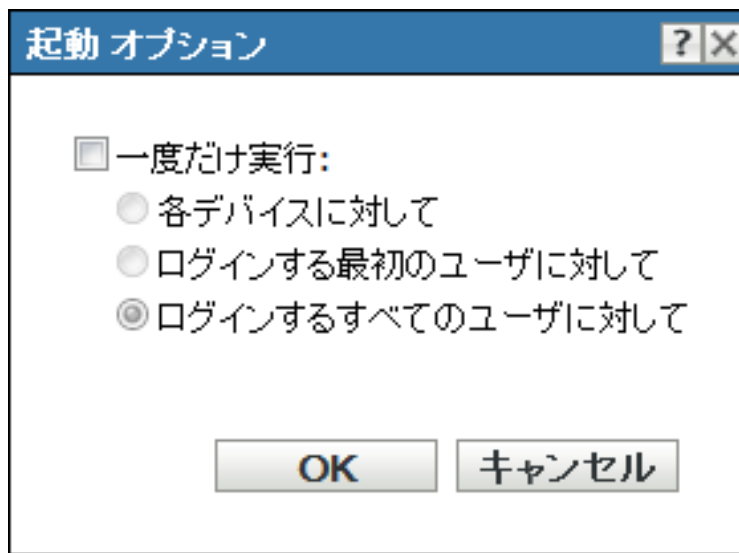 起動 オプション
?
一度だけ実行:
各デバイスに対して
ログインする最初のユーザに対して
ログインするすべてのユーザに対して
OK キャンセル